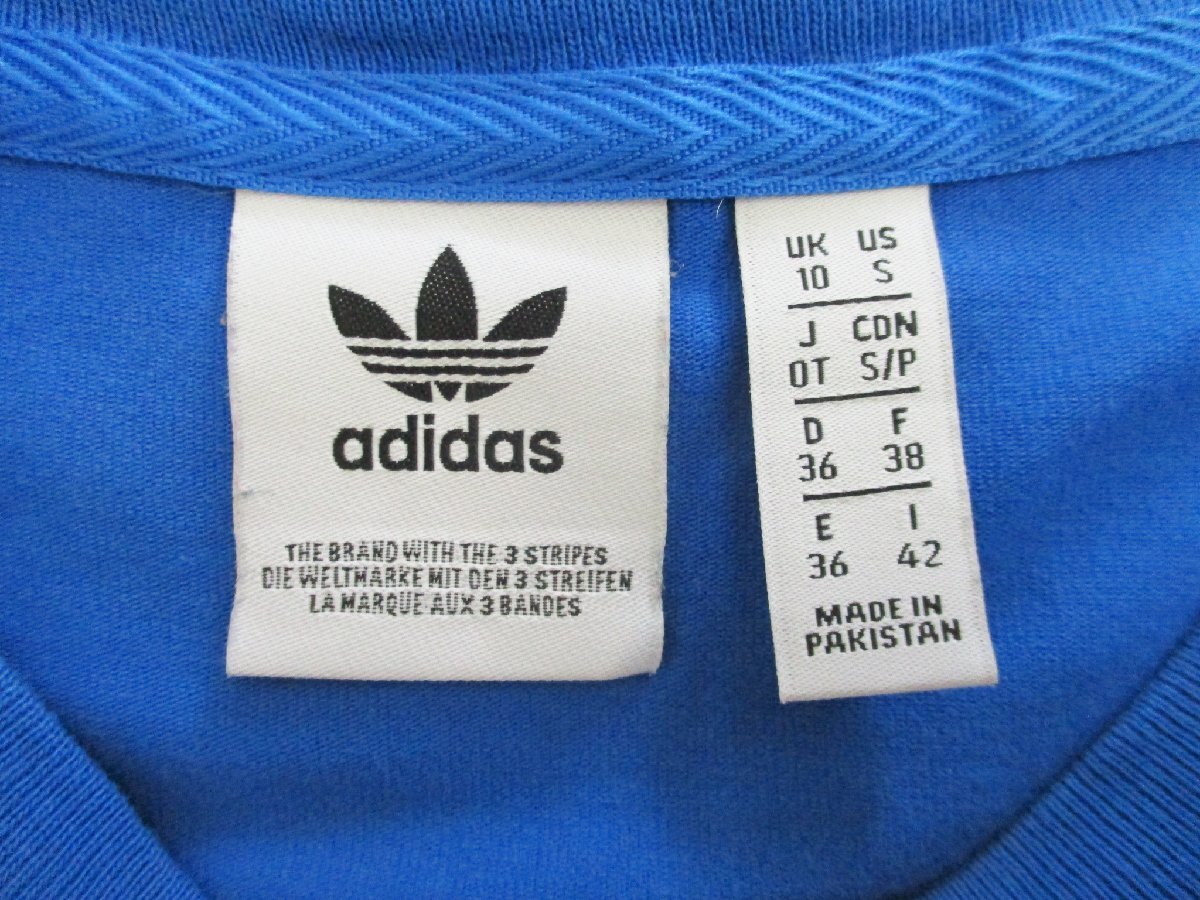 adidas
THE BRAND WITH THE 3 STRIPES
DIE WELTMARKE MIT DEN 3 STREIFEN
LA MARQUE AUX 3 BANDES
UK US
10 S
J CDN
OT S/P
D F
36 38
E I
36 42
MADE IN
PAKISTAN